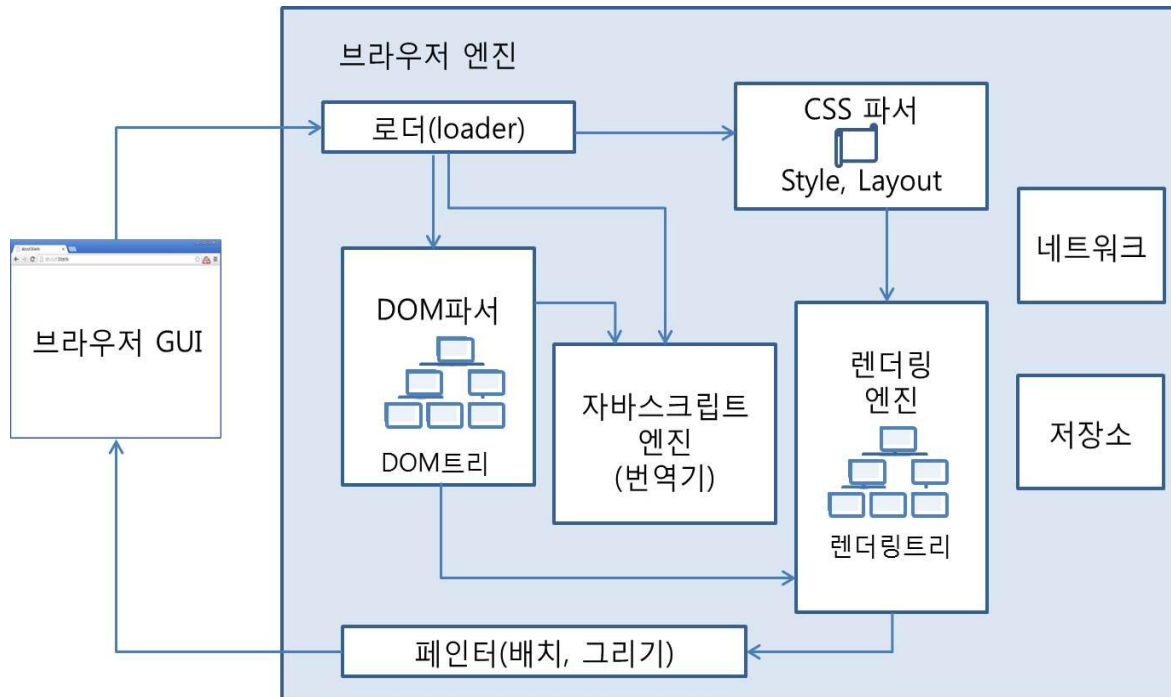 브라우저 엔진
로더(loader)
CSS 파서
Style, Layout
네트워크
브라우저 GUI
DOM파서
DOM트리
자바스크립트
엔진
(번역기)
렌더링
엔진
렌더링트리
저장소
페인터(배치, 그리기)